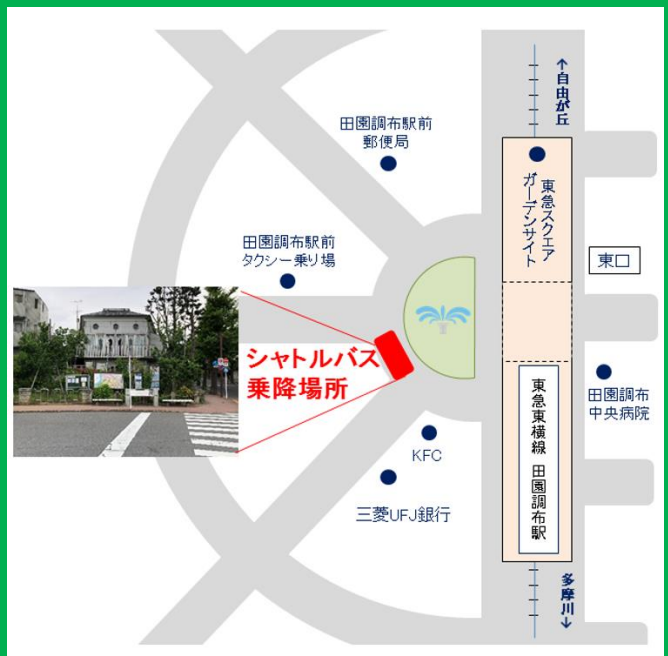 ↑自由が丘
田園調布駅前
郵便局
東急スクエア
ガーデンサイト
田園調布駅前
タクシー乗り場
東口
シャトルバス
乗降場所
田園調布
中央病院
東急東横線 田園調布駅
KFC
三菱UFJ銀行
多摩川↓